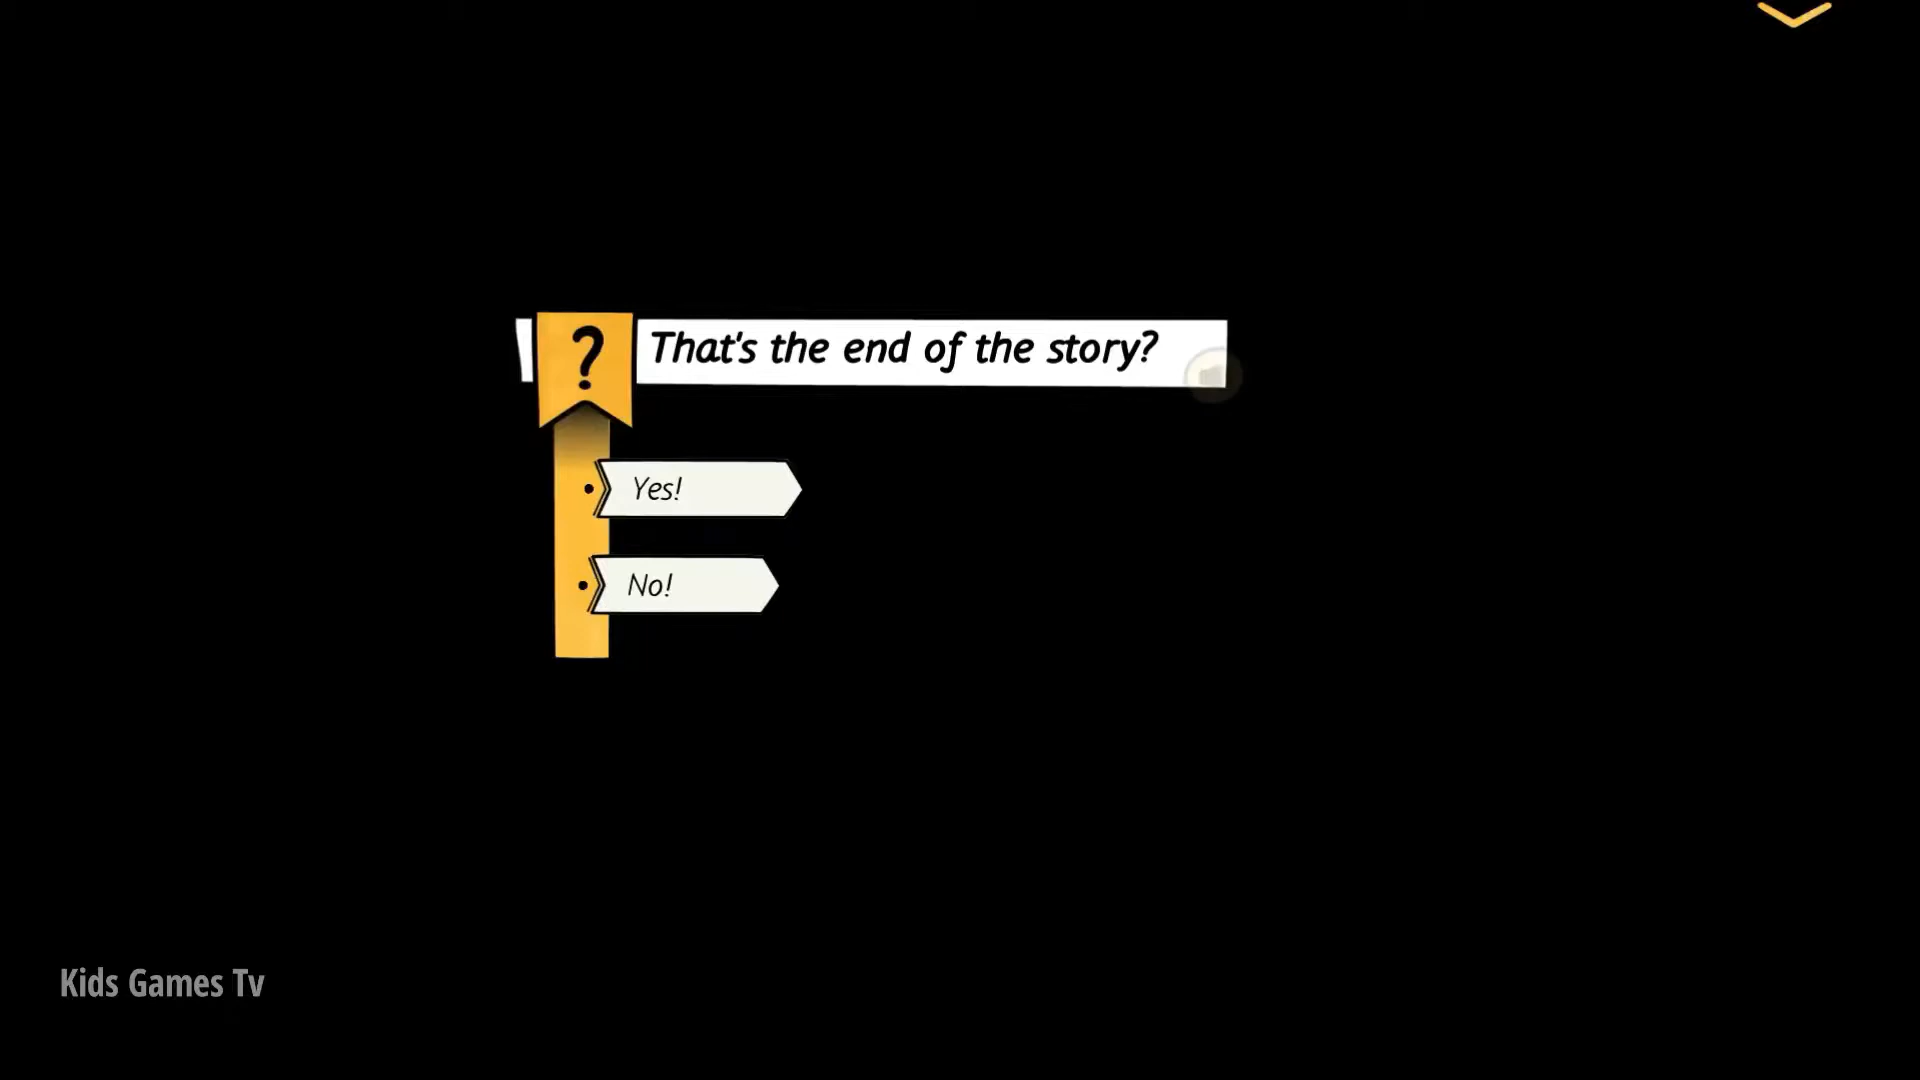 ?
That's the end of the story?
Yes!
No!
Kids Games Tv